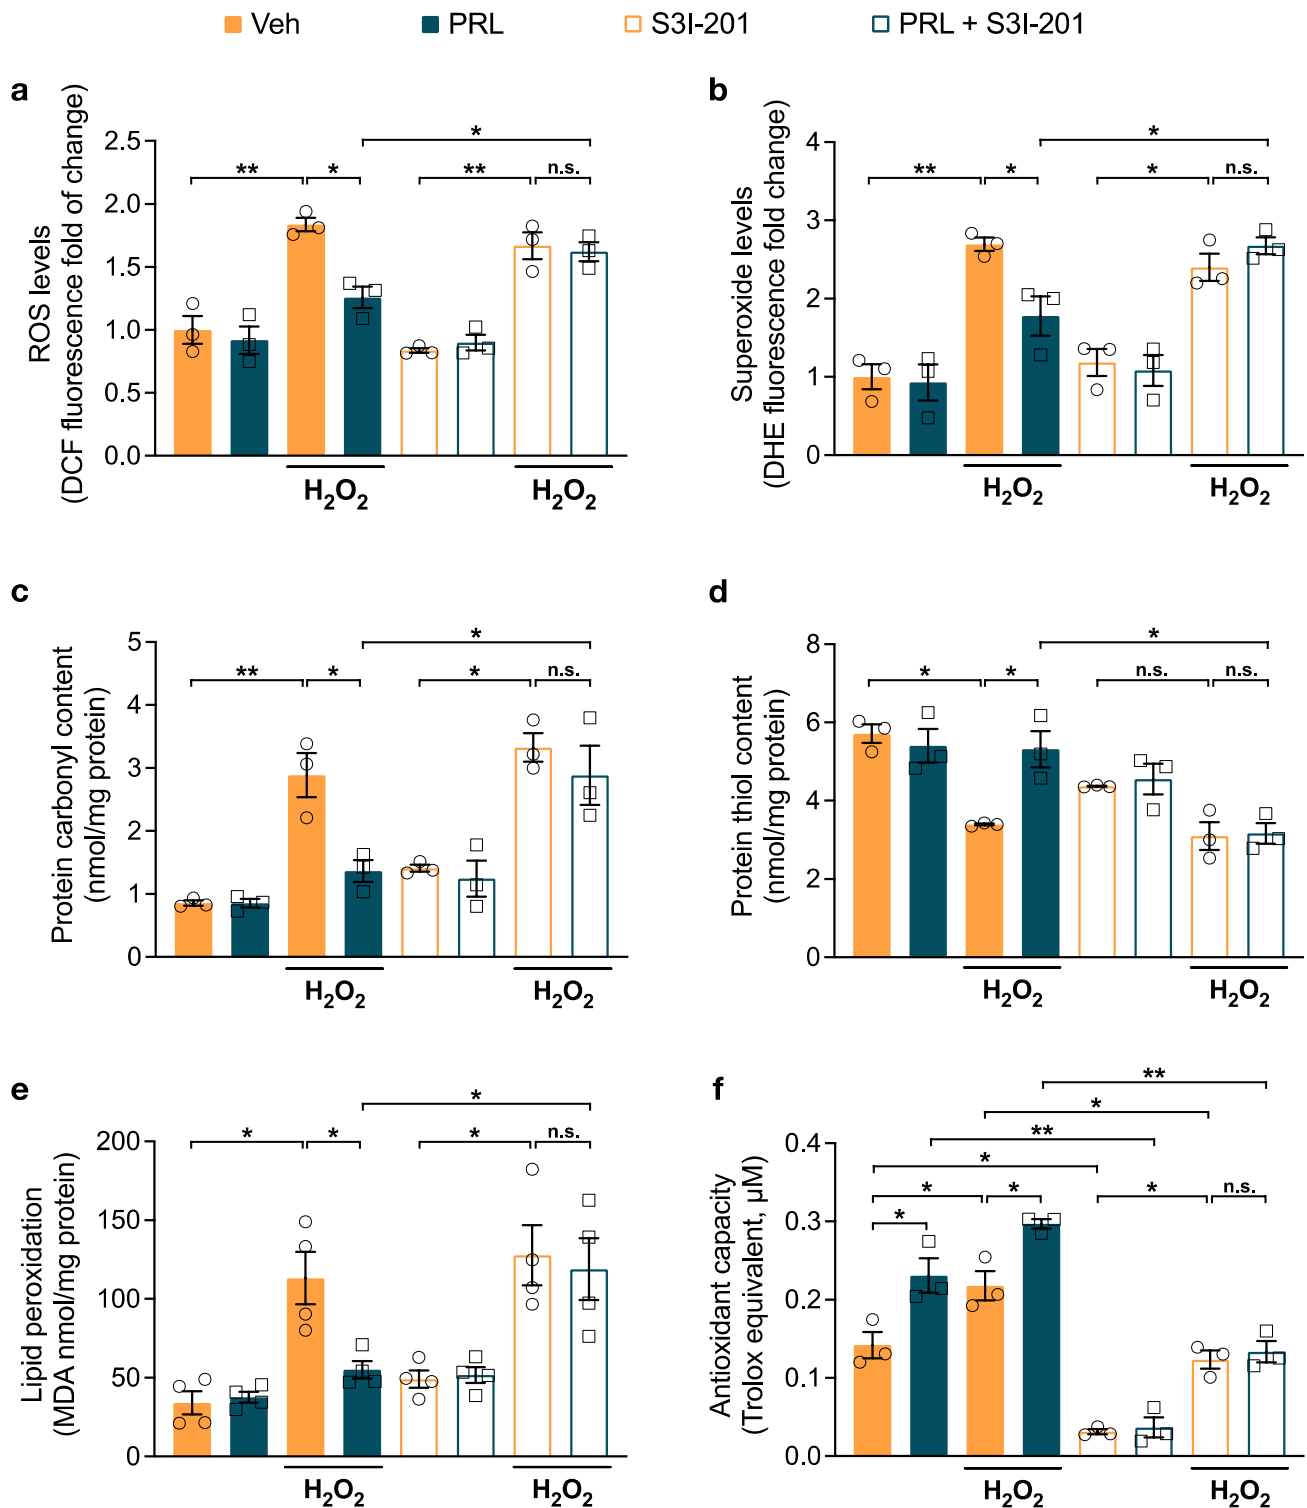 Veh
PRL
S3I-201
PRL + S3I-201
a
ROS levels
(DCF fluorescence fold of change)
2.5
2.0
1.5
1.0
0.5
0.0
*
** * ** n.s.
H₂O₂ H₂O₂
b
Superoxide levels
(DHE fluorescence fold change)
4
3
2
1
0
*
** * * n.s.
H₂O₂ H₂O₂
c
Protein carbonyl content
(nmol/mg protein)
5
4
3
2
1
0
*
** * * n.s.
H₂O₂ H₂O₂
d
Protein thiol content
(nmol/mg protein)
8
6
4
2
0
*
* * n.s. n.s.
H₂O₂ H₂O₂
e
Lipid peroxidation
(MDA nmol/mg protein)
200
150
100
50
0
*
* * * n.s.
H₂O₂ H₂O₂
f
Antioxidant capacity
(Trolox equivalent, µM)
0.4
0.3
0.2
0.1
0.0
**
*
**
*
* * * n.s.
*
H₂O₂ H₂O₂